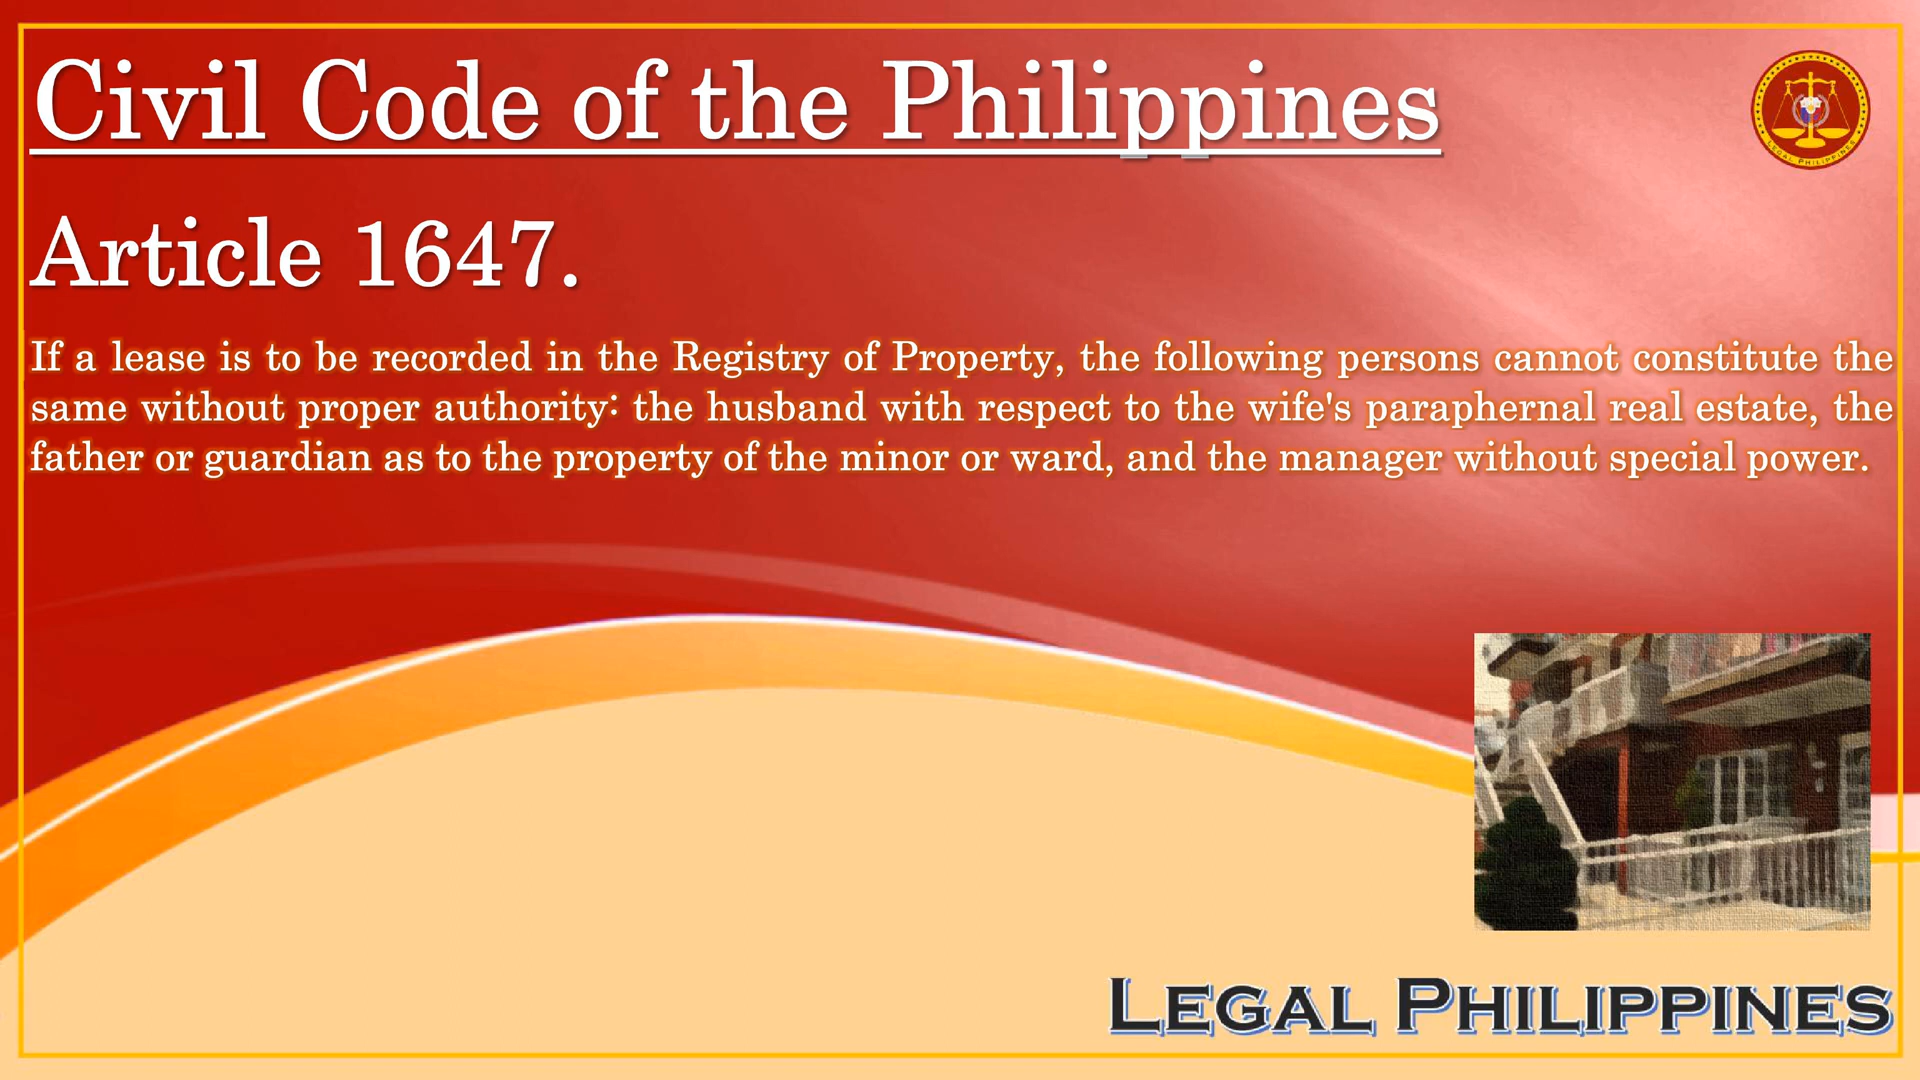 Civil Code of the Philippines
LEGAL PHILIPPINES
Article 1647.
If a lease is to be recorded in the Registry of Property, the following persons cannot constitute the
same without proper authority: the husband with respect to the wife's paraphernal real estate, the
father or guardian as to the property of the minor or ward, and the manager without special power.
LEGAL PHILIPPINES